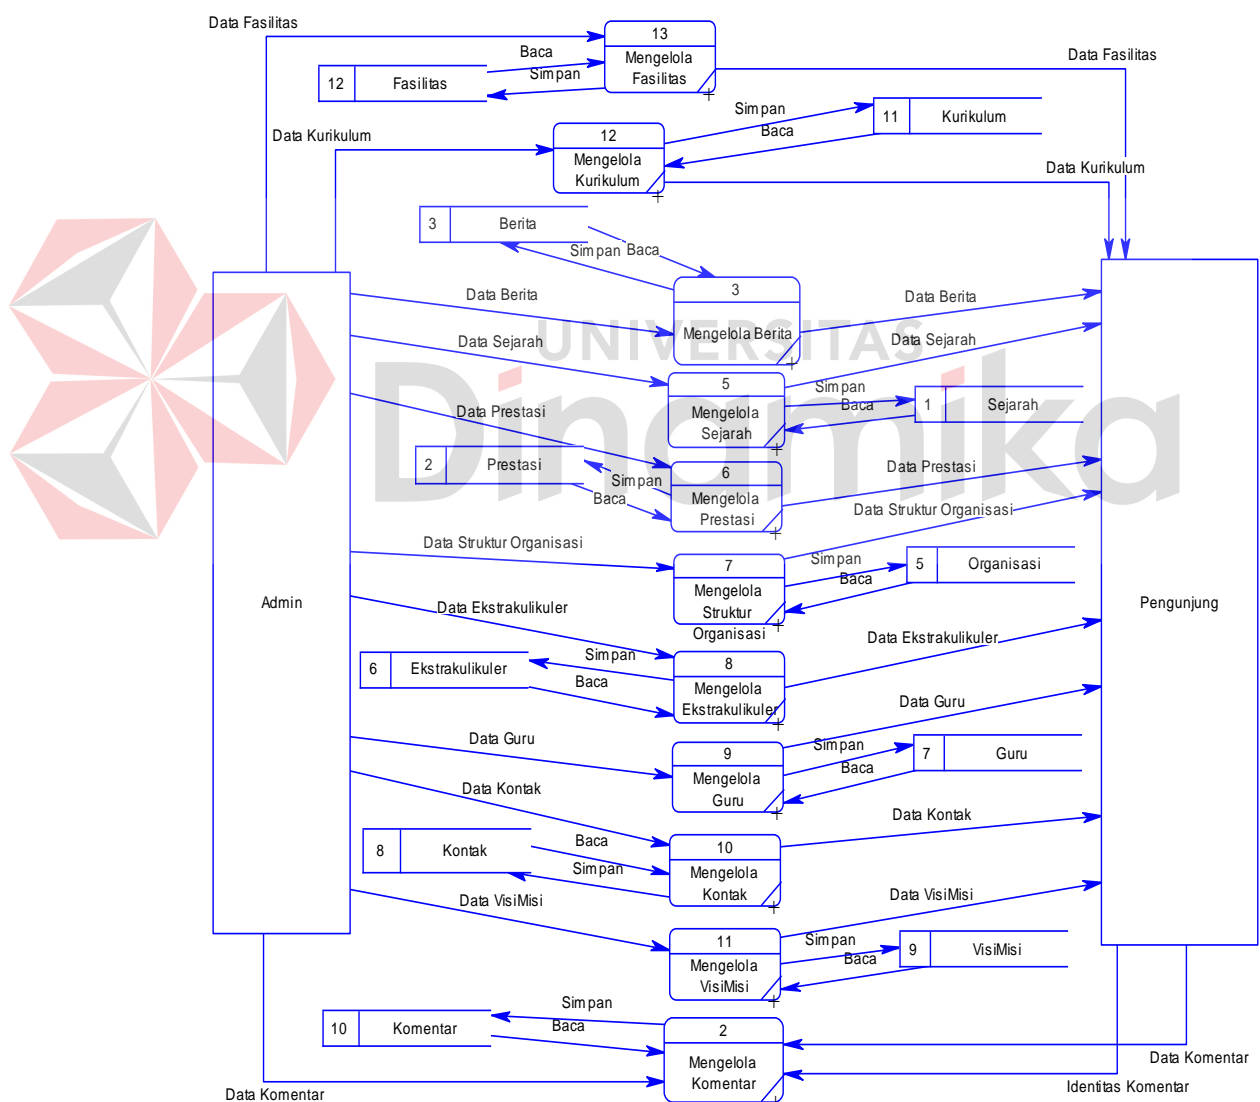 Data Fasilitas
13
Mengelola
Fasilitas
Baca
Simpan
12 Fasilitas
Data Fasilitas
Data Kurikulum
12
Mengelola
Kurikulum
Simpan
Baca
11 Kurikulum
Data Kurikulum
3 Berita
Simpan Baca
3
Mengelola Berita
Data Berita
Data Berita
UNIVERSITAS
Dinamika
Data Sejarah
5
Mengelola
Sejarah
Data Sejarah
Simpan
Baca
1 Sejarah
Data Prestasi
2 Prestasi
Simpan
Baca
6
Mengelola
Prestasi
Data Prestasi
Data Struktur Organisasi
Data Struktur Organisasi
7
Mengelola
Struktur
Organisasi
Simpan
Baca
5 Organisasi
Admin
Pengunjung
Data Ekstrakulikuler
6 Ekstrakulikuler
Simpan
Baca
8
Mengelola
Ekstrakulikuler
Data Ekstrakulikuler
Data Guru
9
Mengelola
Guru
Data Guru
Simpan
Baca
7 Guru
Data Kontak
8 Kontak
Baca
Simpan
10
Mengelola
Kontak
Data Kontak
Data VisiMisi
11
Mengelola
VisiMisi
Data VisiMisi
Simpan
Baca
9 VisiMisi
10 Komentar
Simpan
Baca
2
Mengelola
Komentar
Data Komentar
Identitas Komentar
Data Komentar